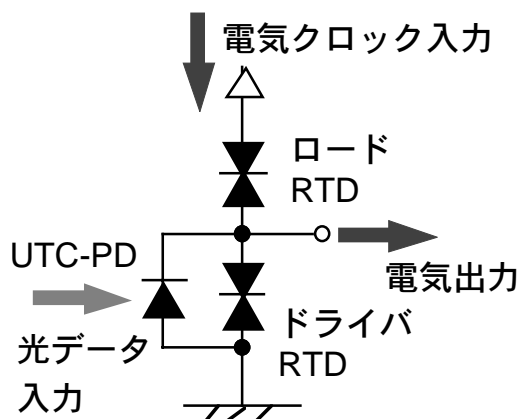 電気クロック入力
ロード
RTD
UTC-PD
電気出力
光データ
入力
ドライバ
RTD